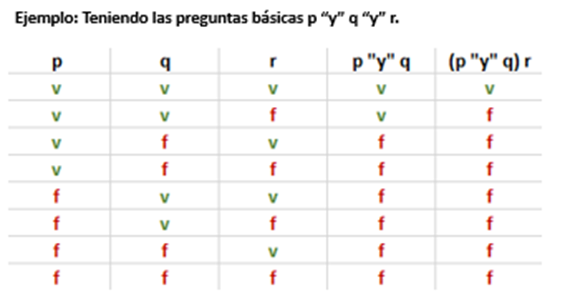 Ejemplo: Teniendo las preguntas básicas p “y” q “y” r.
p q r p "y" q (p "y" q) r
v v v v v
v v f v f
v f v f f
v f f f f
f v v f f
f v f f f
f f v f f
f f f f f